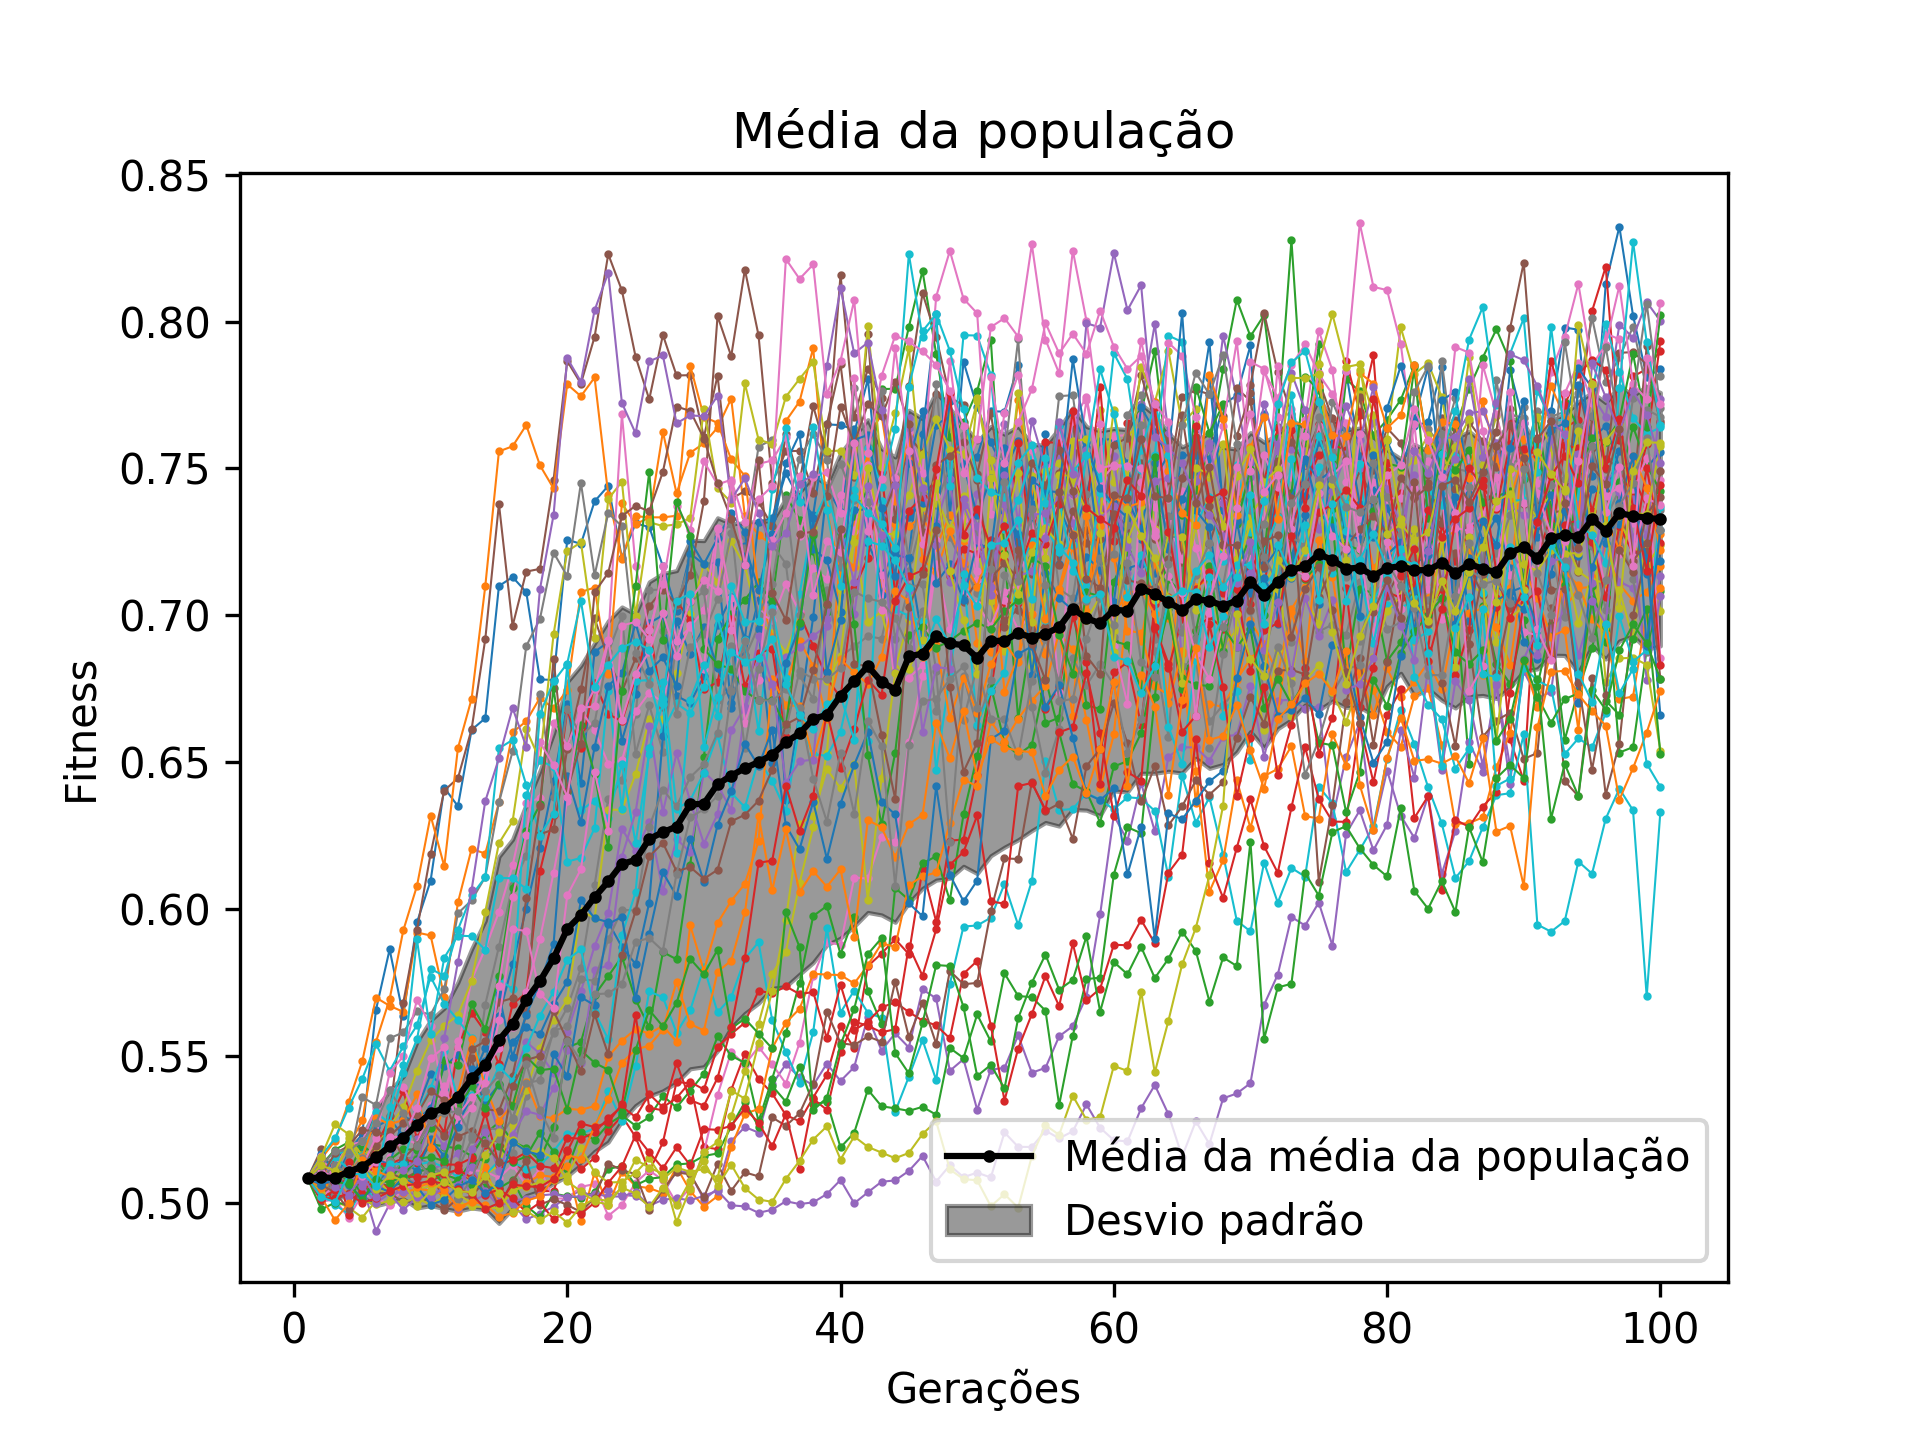 Média da população
0.85
0.80
0.75
0.70
0.65
0.60
0.55
0.50
Fitness
Média da média da população
Desvio padrão
0 20 40 60 80 100
Gerações